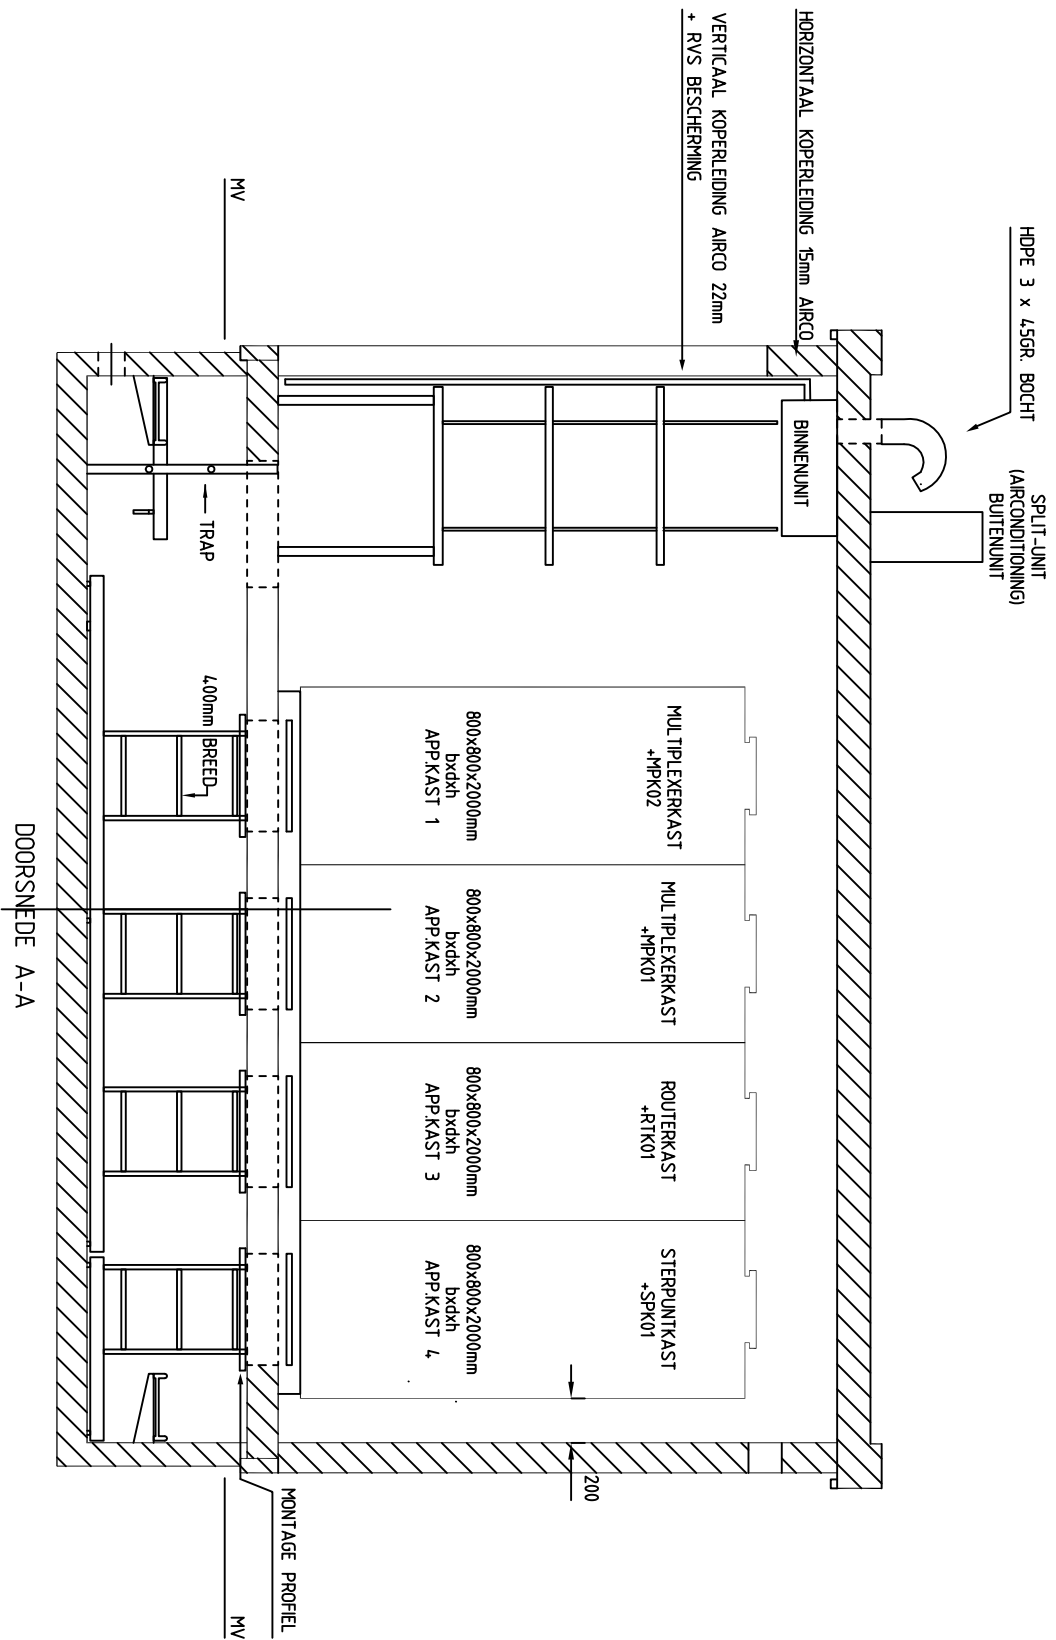 HDPE 3 x 45GR. BOCHT
SPLIT-UNIT
(AIRCONDITIONING)
BUITENUNIT
HORIZONTAAL KOPERLEIDING 15mm AIRCO
VERTICAAL KOPERLEIDING AIRCO 22mm
+ RVS BESCHERMING
BINNENUNIT
MULTIPLEXERKAST
+MPK02
800x800x2000mm
bxdxh
APP.KAST 1
MULTIPLEXERKAST
+MPK01
800x800x2000mm
bxdxh
APP.KAST 2
ROUTERKAST
+RTK01
800x800x2000mm
bxdxh
APP.KAST 3
STERPUNTKAST
+SPK01
800x800x2000mm
bxdxh
APP.KAST 4
200
MV
TRAP
400mm BREED
MONTAGE PROFIEL
MV
DOORSNEDE A-A